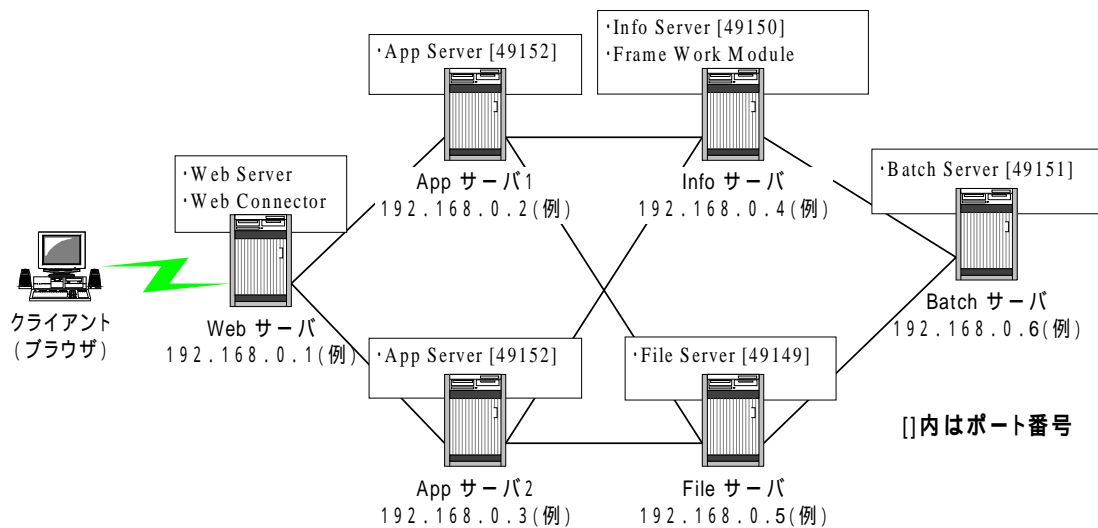 ･App Server [49152]
･Info Server [49150]
･Frame Work Module
App サーバ1
192.168.0.2(例)
Info サーバ
192.168.0.4(例)
･Web Server
･Web Connector
･Batch Server [49151]
クライアント
(ブラウザ)
Web サーバ
192.168.0.1(例)
Batch サーバ
192.168.0.6(例)
･App Server [49152]
･File Server [49149]
[]内はポート番号
App サーバ2
192.168.0.3(例)
File サーバ
192.168.0.5(例)